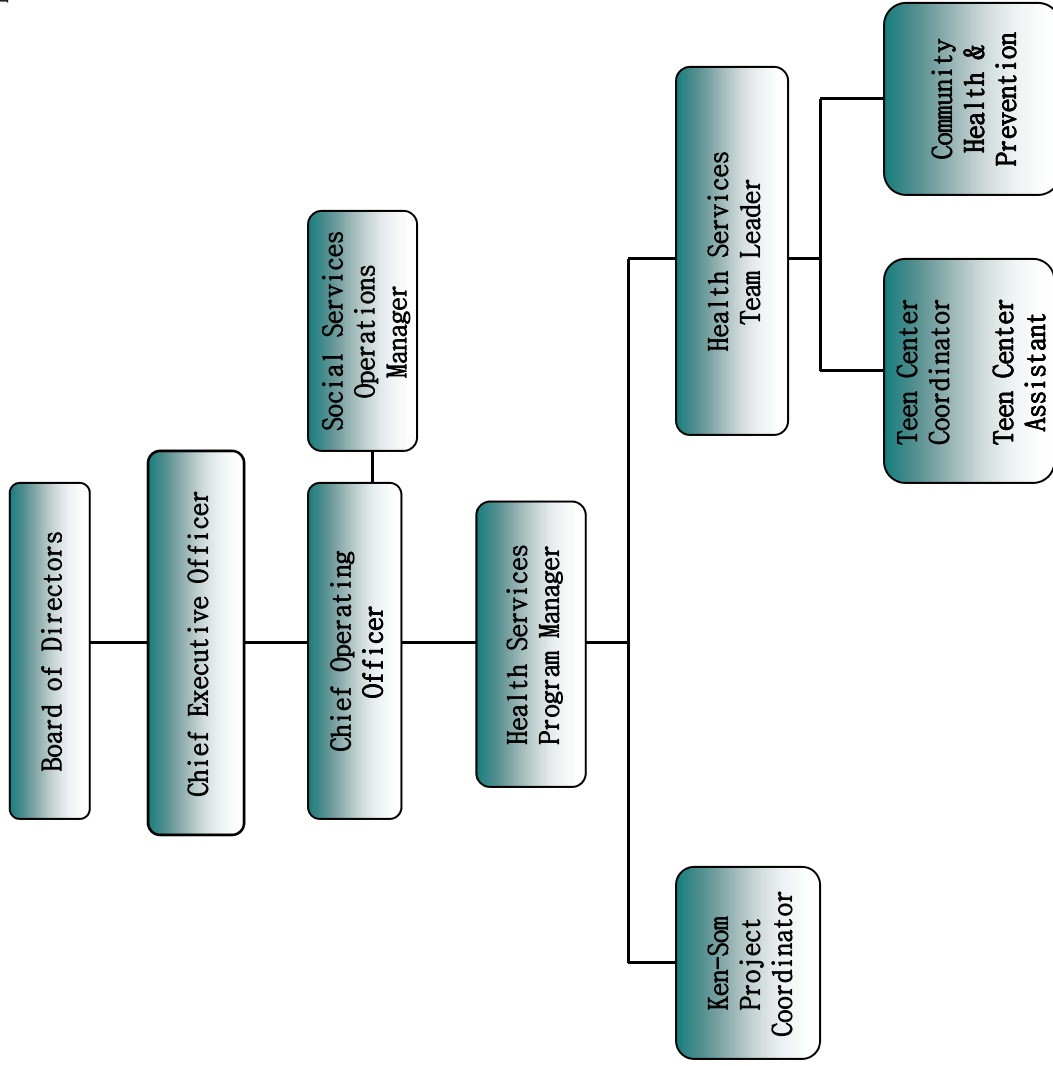 Board of Directors
Chief Executive Officer
Chief Operating
Officer
Social Services
Operations
Manager
Health Services
Program Manager
Ken-Som
Project
Coordinator
Health Services
Team Leader
Teen Center
Coordinator
Teen Center
Assistant
Community
Health &
Prevention